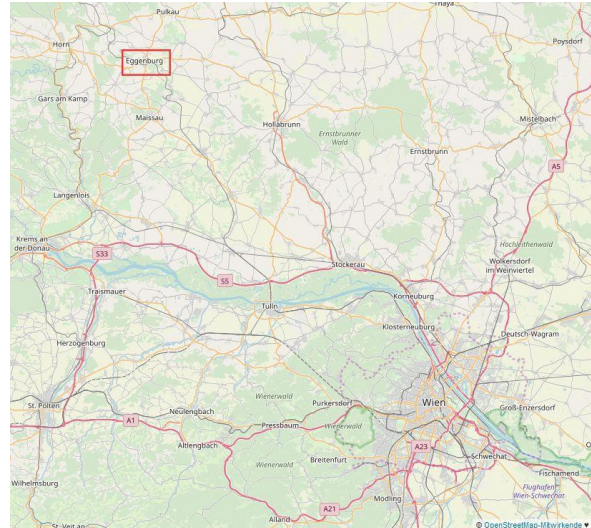 Pulkau
Thaya
Horn
Poysdorf
Eggenburg
Gars am Kamp
Maissau
Hollabrunn
Mistelbach
Ernstbrunner
Wald
Ernstbrunn
A5
Langenlois
Krems an
der Donau
Hochleithenwald
S33
Wolkersdorf
im Weinviertel
Stockerau
S5
Traismauer
Korneuburg
Tulln
Klosterneuburg
Deutsch-Wagram
Herzogenburg
Wienerwald
Purkersdorf
Wien
St. Pölten
Neulengbach
Groß-Enzersdorf
A1
Pressbaum
Wienerwald
Altlengbach
A23
Breitenfurt
Schwechat
Wienerwald
Fischamend
Wilhelmsburg
Flughafen
Wien-Schwechat
Mödling
A21
Alland
St. Veit an
© OpenStreetMap-Mitwirkende ♥